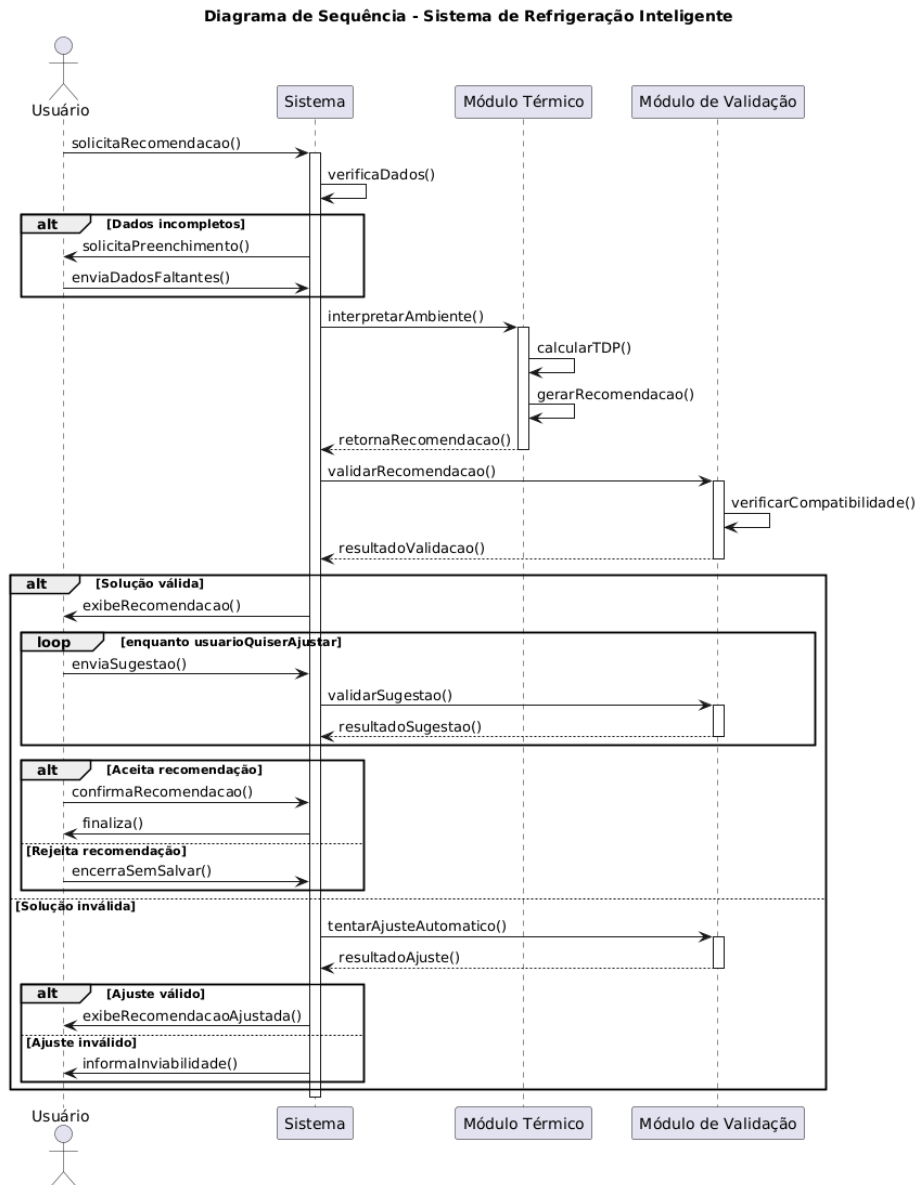 Diagrama de Sequência - Sistema de Refrigeração Inteligente
Usuário
Sistema
Módulo Térmico
Módulo de Validação
solicitaRecomendacao()
verificaDados()
alt [Dados incompletos]
solicitaPreenchimento()
enviaDadosFaltantes()
interpretarAmbiente()
calcularTDP()
gerarRecomendacao()
retornaRecomendacao()
validarRecomendacao()
verificarCompatibilidade()
resultadoValidacao()
alt [Solução válida]
exibeRecomendacao()
loop [enquanto usuarioQuiserAjustar]
enviaSugestao()
validarSugestao()
resultadoSugestao()
alt [Aceita recomendação]
confirmaRecomendacao()
finaliza()
[Rejeita recomendação]
encerraSemSalvar()
[Solução inválida]
tentarAjusteAutomatico()
resultadoAjuste()
alt [Ajuste válido]
exibeRecomendacaoAjustada()
[Ajuste inválido]
informaInviabilidade()
Usuário
Sistema
Módulo Térmico
Módulo de Validação